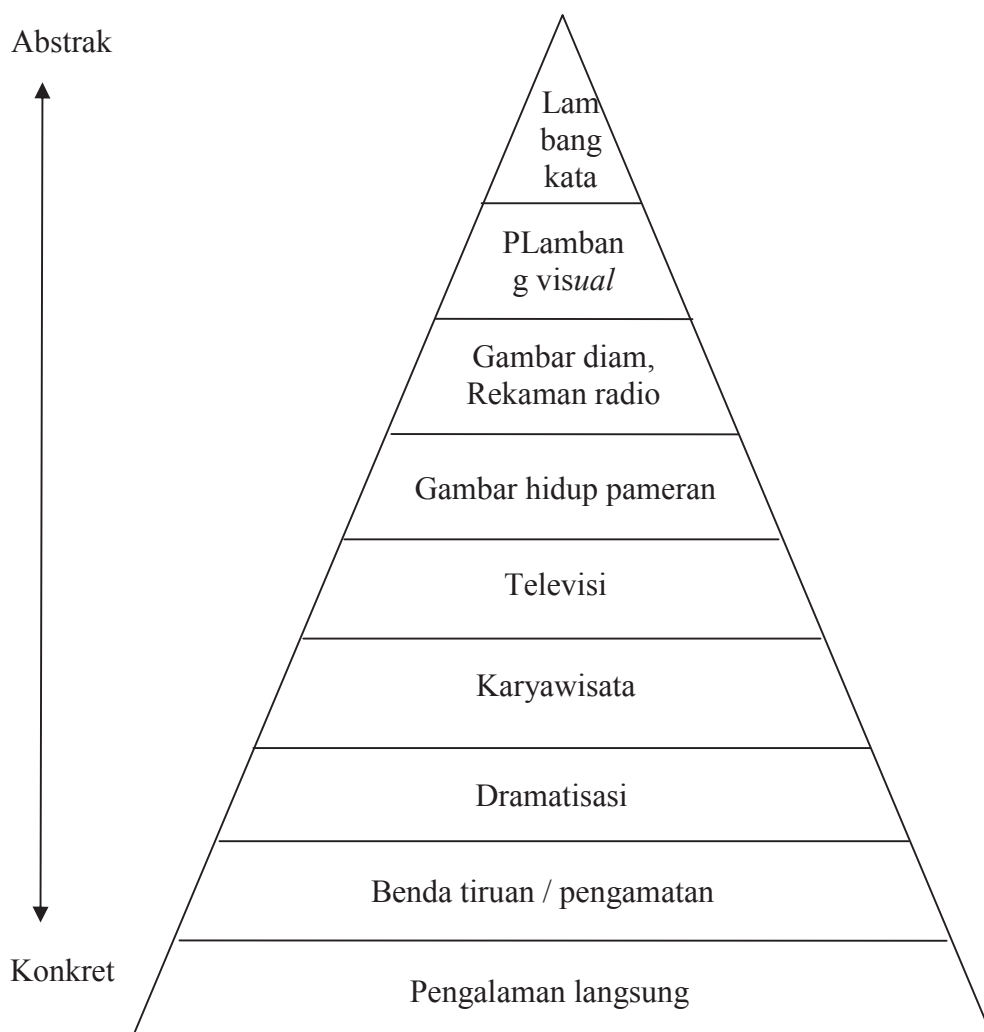 Abstrak
Lam
bang
kata
PLamban
g visual
Gambar diam,
Rekaman radio
Gambar hidup pameran
Televisi
Karyawisata
Dramatisasi
Benda tiruan / pengamatan
Konkret
Pengalaman langsung